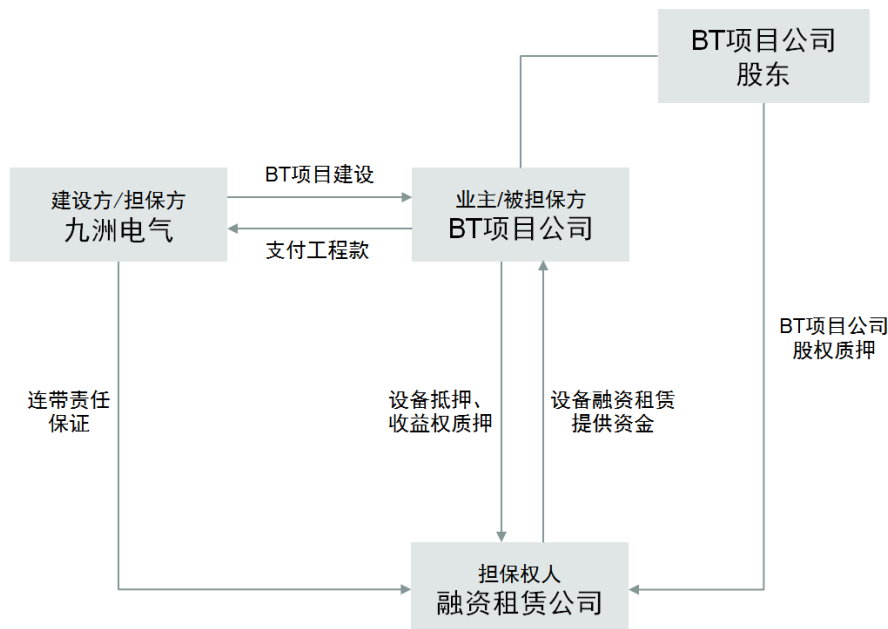 BT项目公司
股东
建设方/担保方
九洲电气
BT项目建设
支付工程款
业主/被担保方
BT项目公司
BT项目公司
股权质押
连带责任
保证
设备抵押、
收益权质押
设备融资租赁
提供资金
担保权人
融资租赁公司